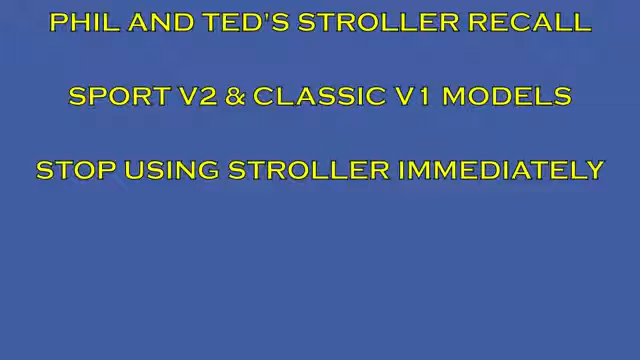 PHIL AND TED'S STROLLER RECALL
SPORT V2 & CLASSIC V1 MODELS
STOP USING STROLLER IMMEDIATELY